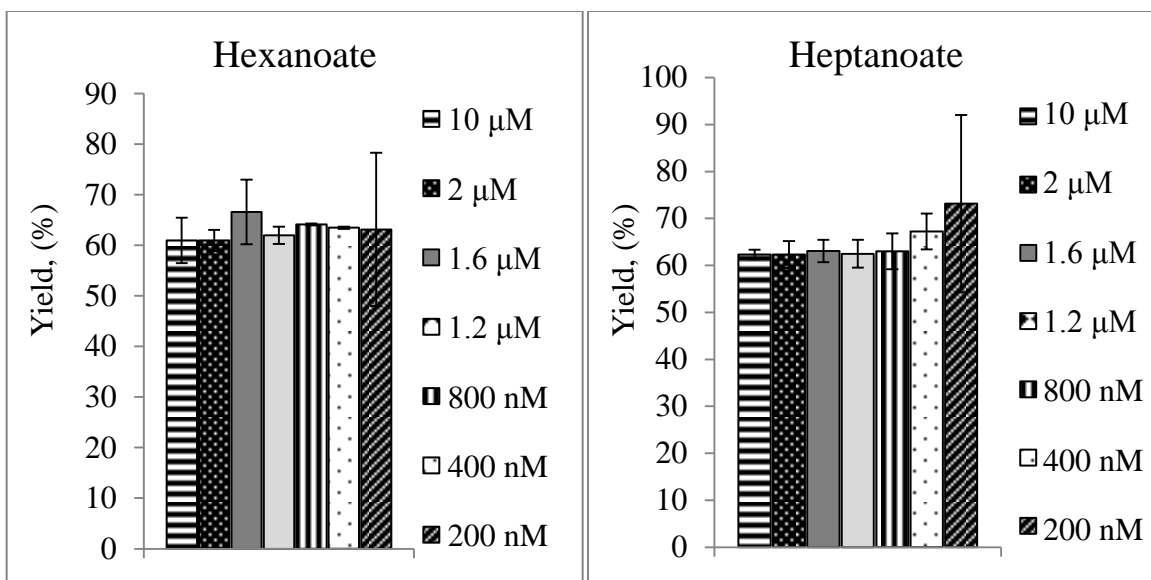 Hexanoate
Yield, (%)
90
80
70
60
50
40
30
20
10
0
10 μM
2 μM
1.6 μM
1.2 μM
800 nM
400 nM
200 nM
Heptanoate
Yield, (%)
100
90
80
70
60
50
40
30
20
10
0
10 μM
2 μM
1.6 μM
1.2 μM
800 nM
400 nM
200 nM